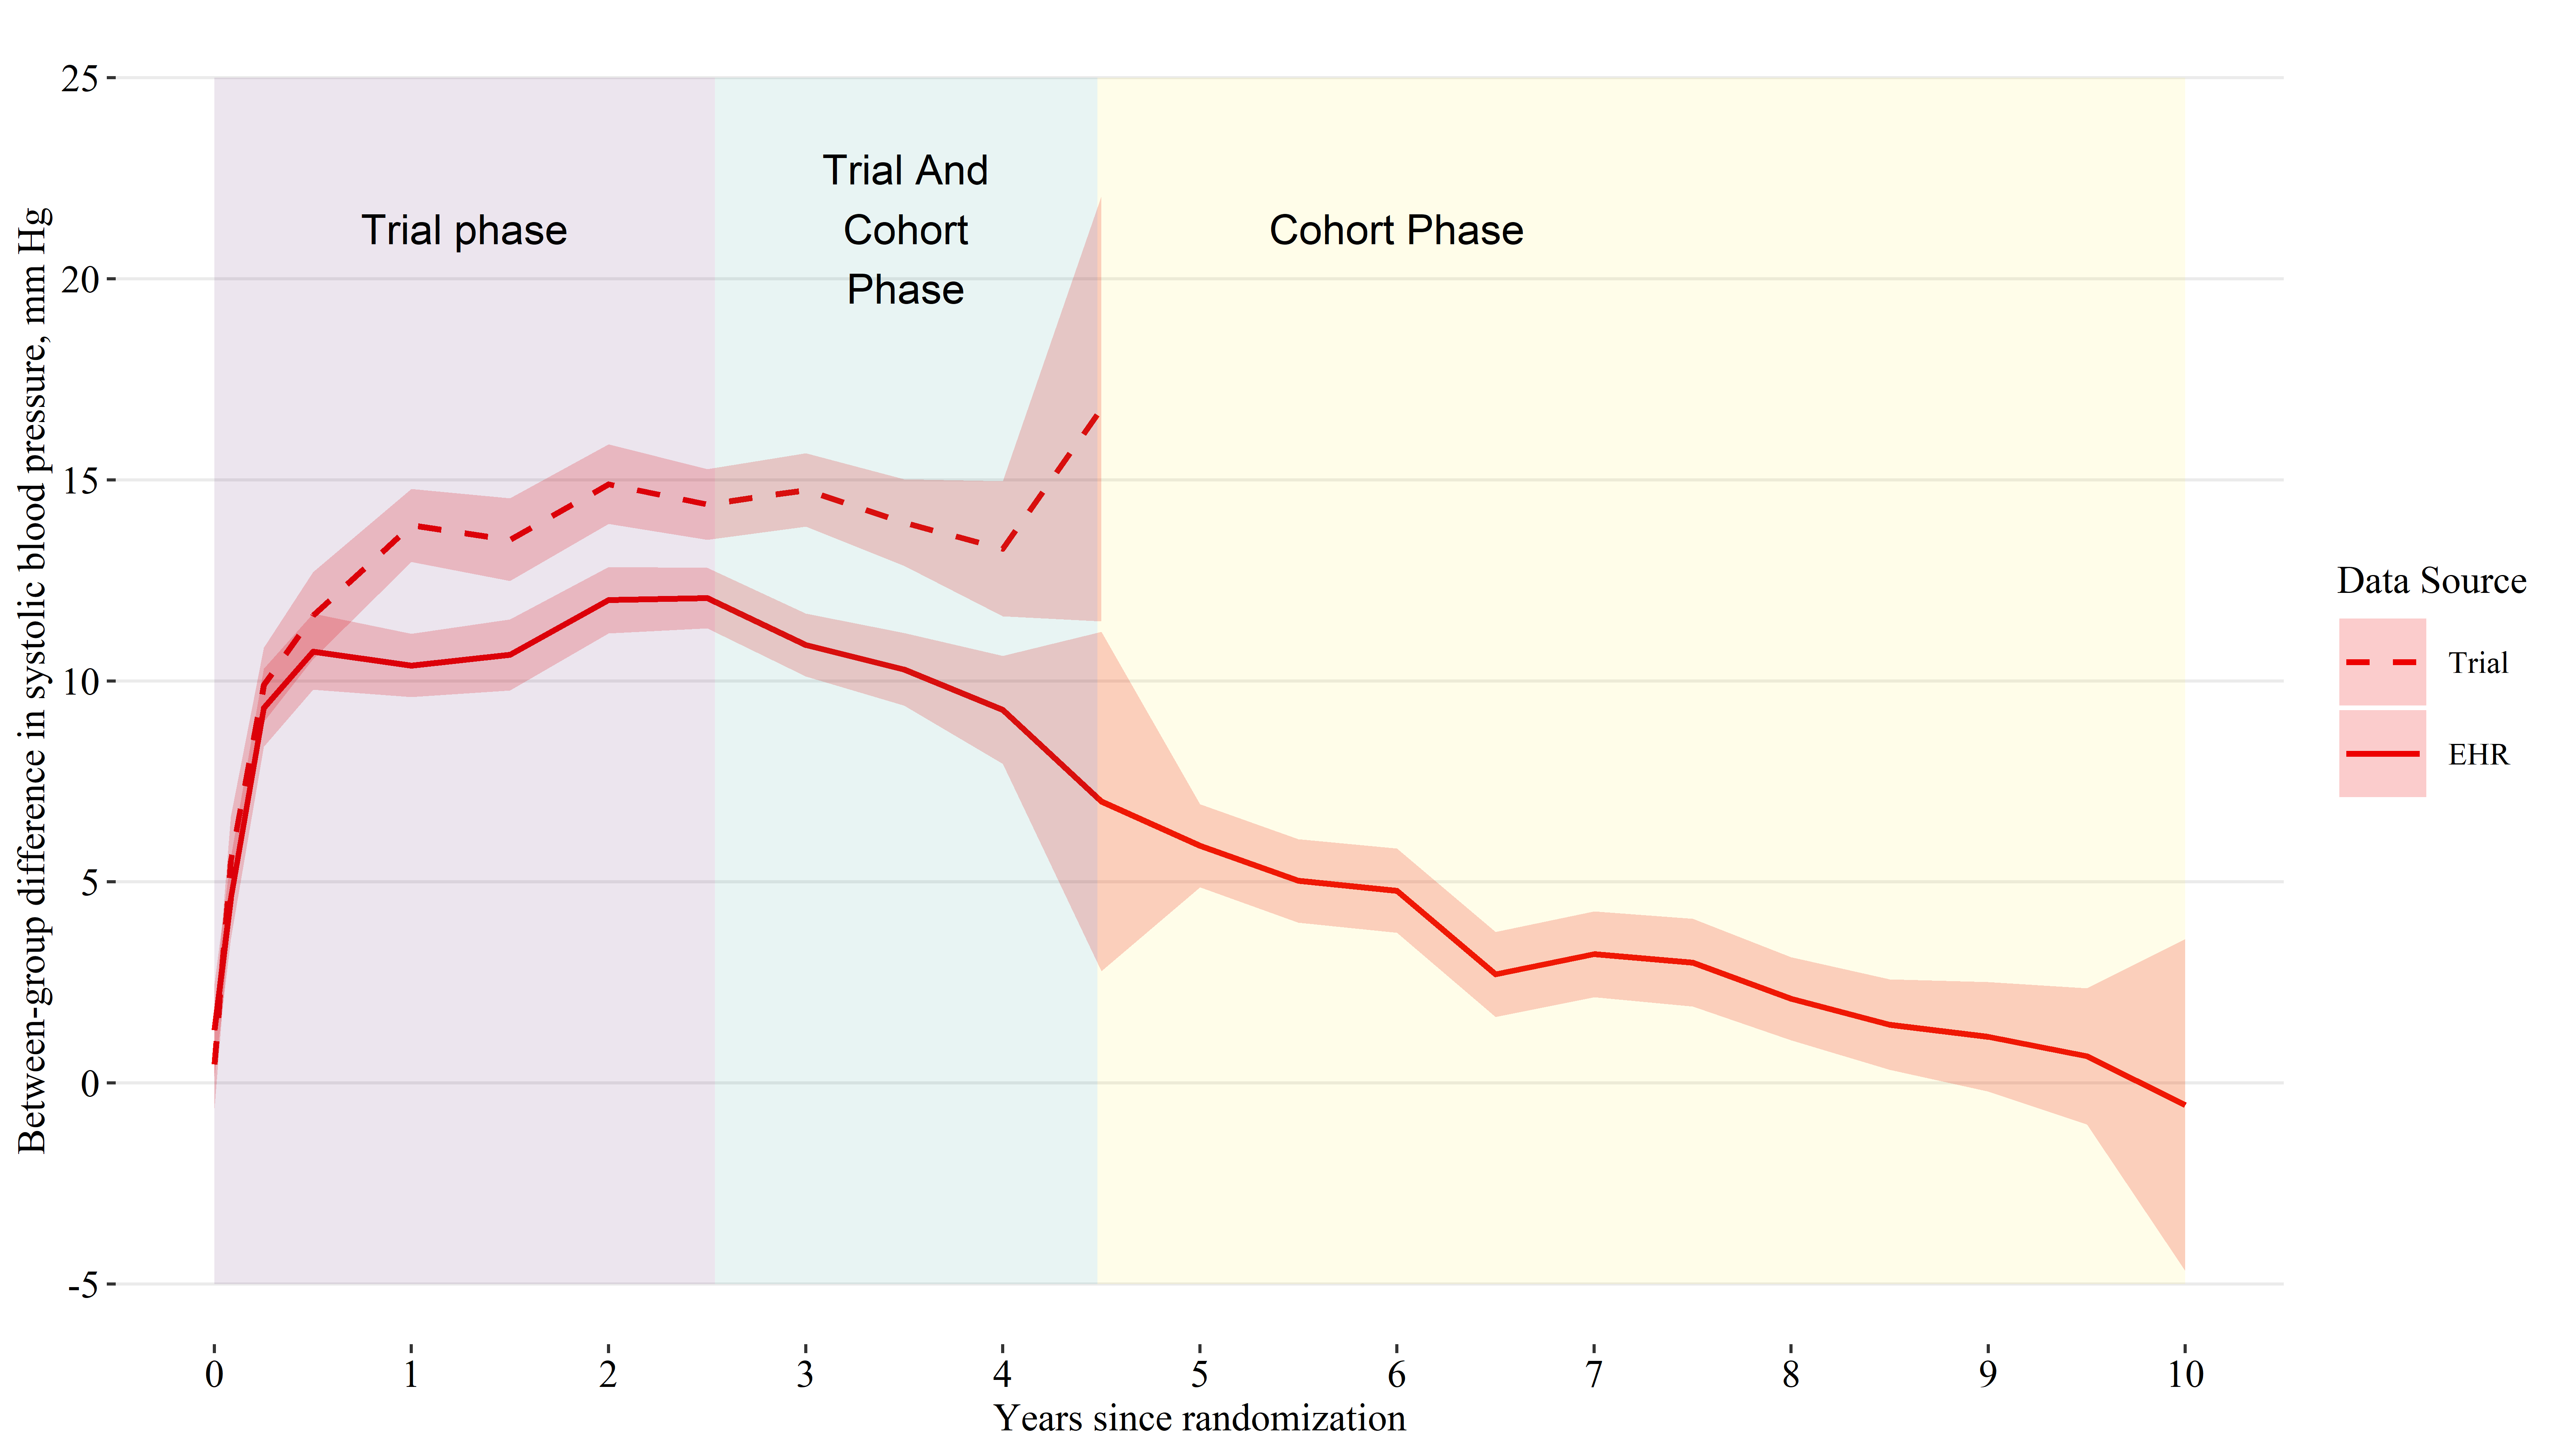 25
20
15
10
5
0
-5
Between-group difference in systolic blood pressure, mm Hg
Trial phase
Trial And
Cohort
Phase
Cohort Phase
0 1 2 3 4 5 6 7 8 9 10
Years since randomization
Data Source
Trial
EHR